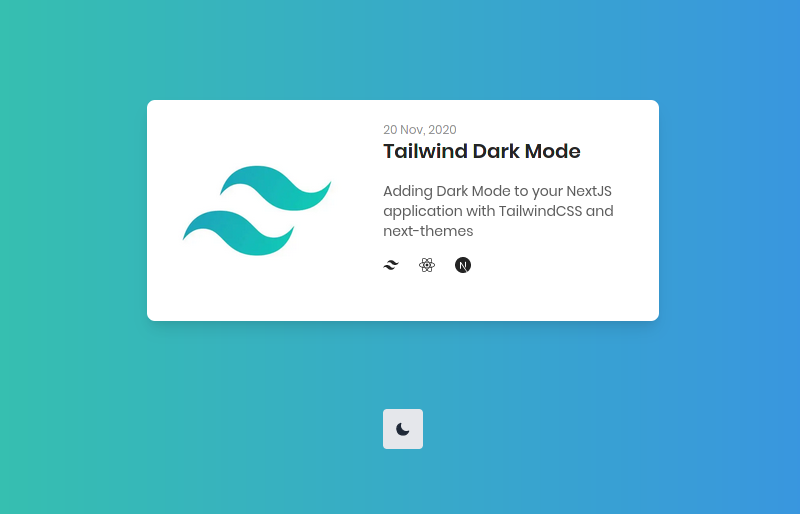 20 Nov, 2020
Tailwind Dark Mode
Adding Dark Mode to your NextJS
application with TailwindCSS and
next-themes
N